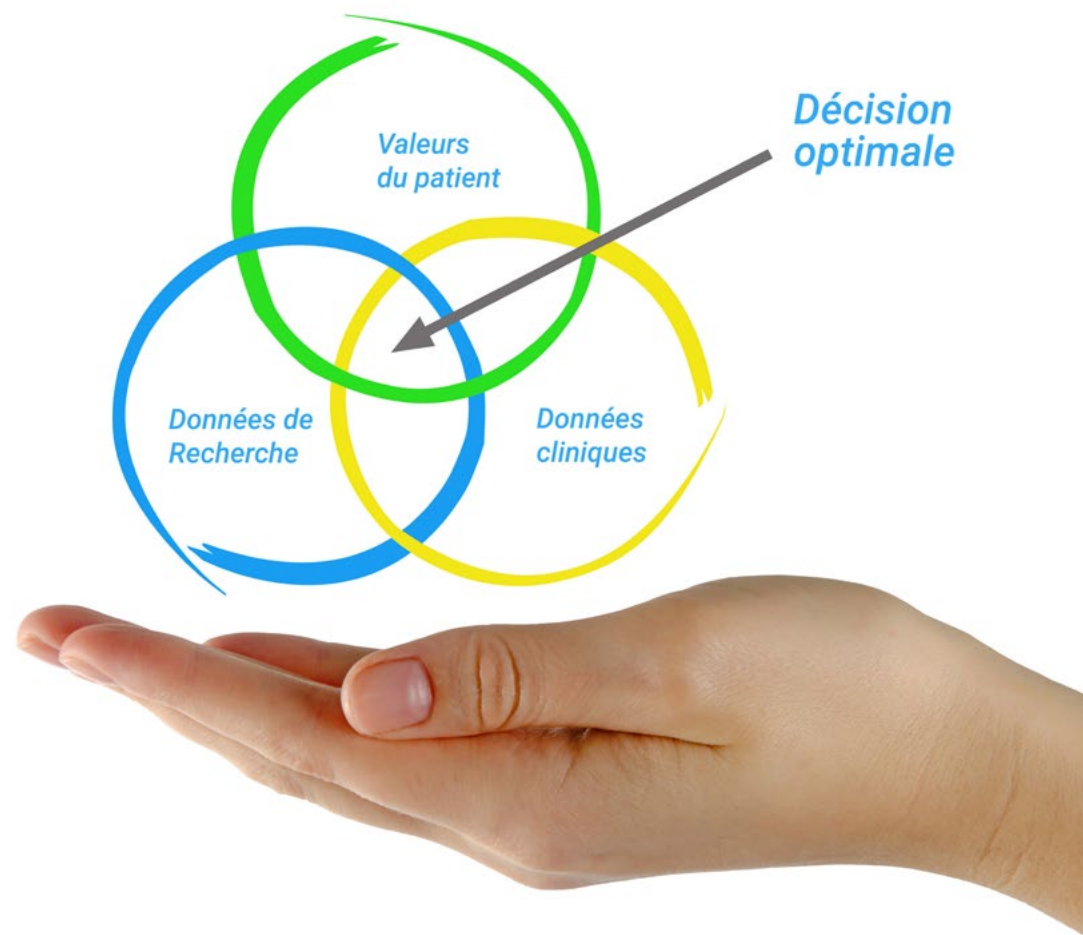 Décision
optimale
Valeurs
du patient
Données de
Recherche
Données
cliniques